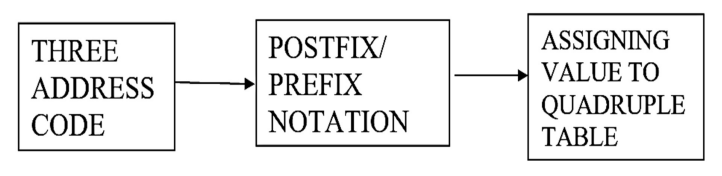 THREE
ADDRESS
CODE
POSTFIX/
PREFIX
NOTATION
ASSIGNING
VALUE TO
QUADRUPLE
TABLE